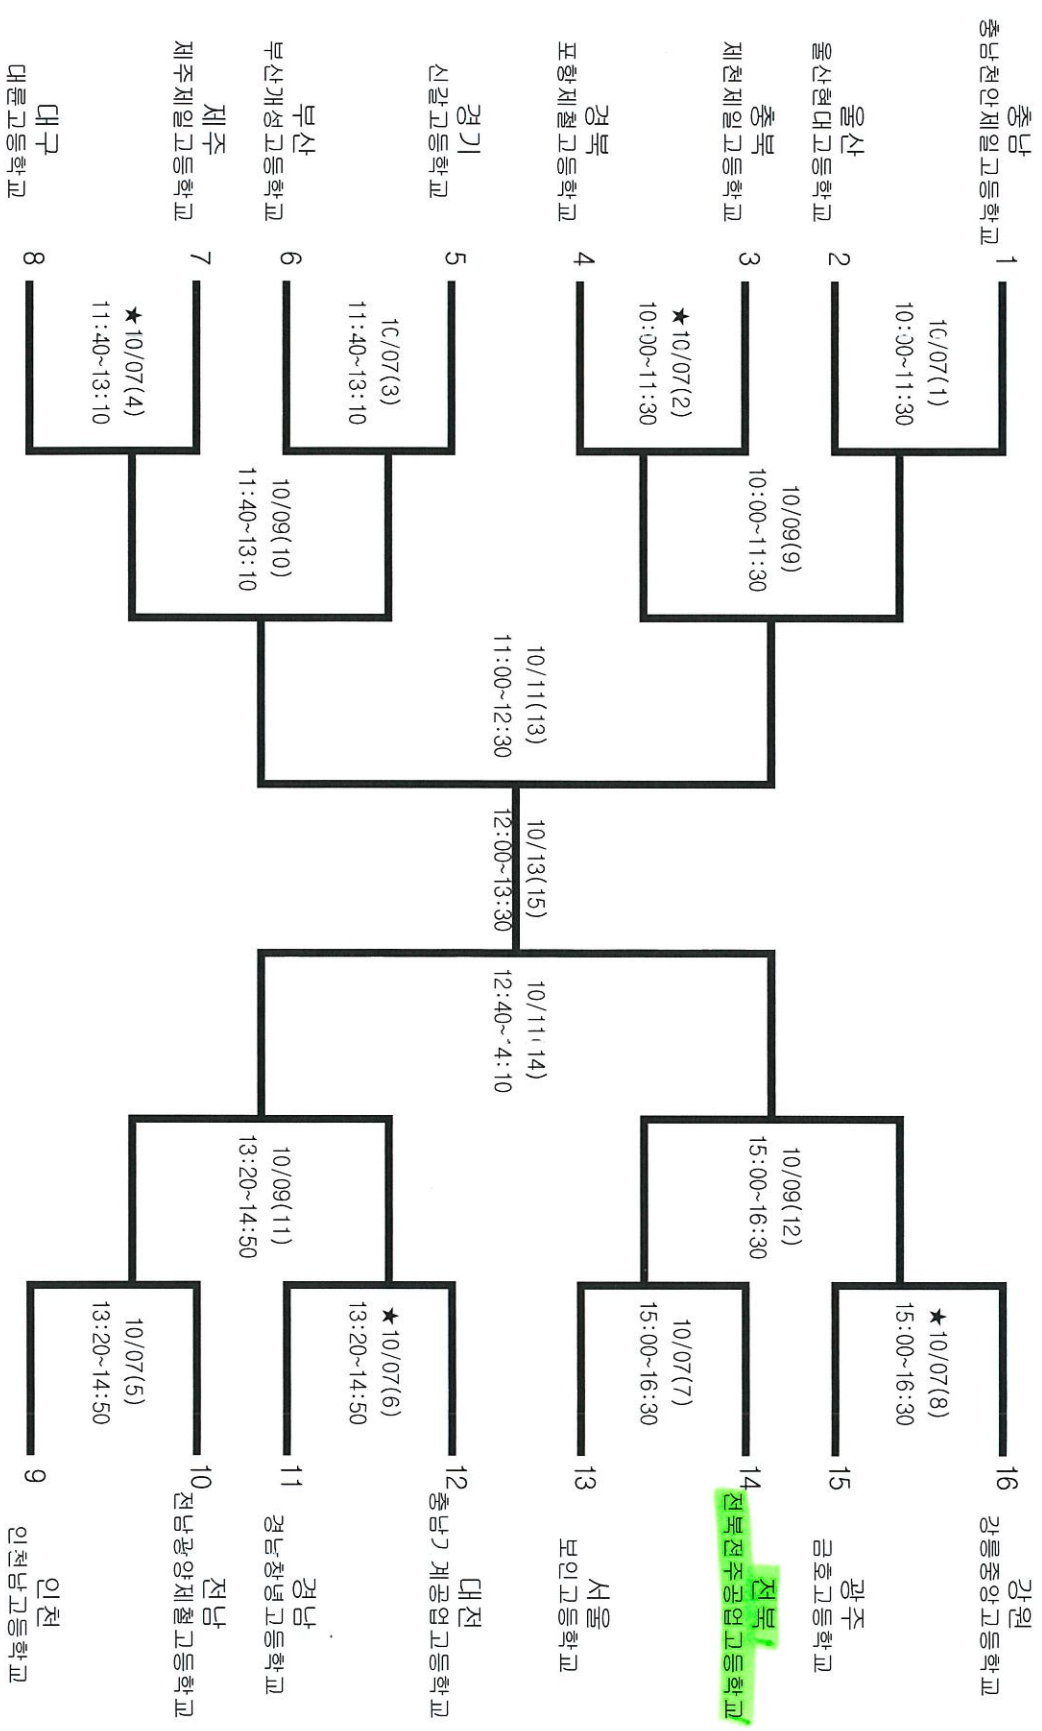 충남
충남천안제일고등학교
1
울산
울산현대고등학교
2
충북
제천제일고등학교
3
경북
포항제철고등학교
4
경기
신갈고등학교
5
부산
부산개성고등학교
6
제주
제주제일고등학교
7
대구
대륜고등학교
8
10/07(1)
10:00~11:30
★10/07(2)
10:00~11:30
10/07(3)
11:40~13:10
★10/07(4)
11:40~13:10
10/09(9)
10:00~11:30
10/09(10)
11:40~13:10
10/11(13)
11:00~12:30
10/13(15)
12:00~13:30
10/11(14)
12:40~14:10
10/09(12)
15:00~16:30
10/09(11)
13:20~14:50
★10/07(8)
15:00~16:30
10/07(7)
15:00~16:30
★10/07(6)
13:20~14:50
10/07(5)
13:20~14:50
16
강원
강릉중앙고등학교
15
광주
금호고등학교
14
전북
전북전주공업고등학교
13
서울
보인고등학교
12
대전
충남기계공업고등학교
11
경남
경남창녕고등학교
10
전남
전남광양제철고등학교
9
인천
인천남고등학교